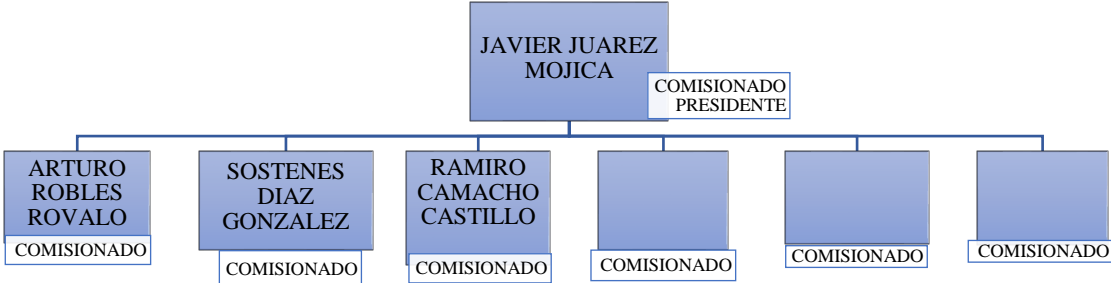 JAVIER JUAREZ
MOJICA
COMISIONADO
PRESIDENTE
ARTURO
ROBLES
ROVALO
COMISIONADO
SOSTENES
DIAZ
GONZALEZ
COMISIONADO
RAMIRO
CAMACHO
CASTILLO
COMISIONADO
COMISIONADO
COMISIONADO
COMISIONADO